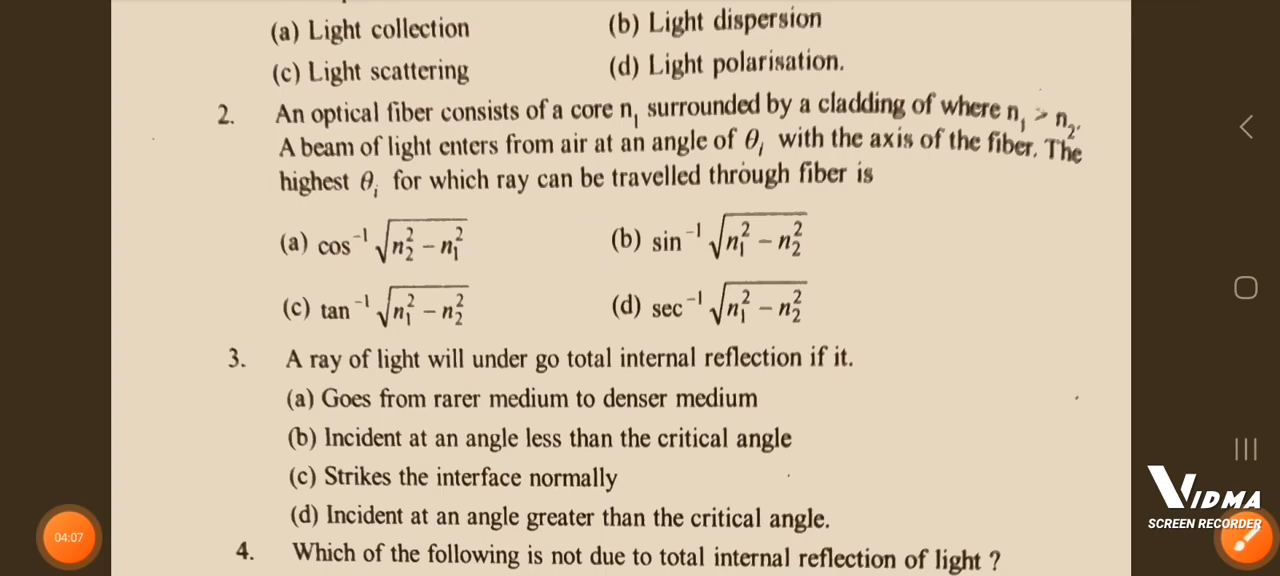 (a) Light collection (b) Light dispersion
(c) Light scattering (d) Light polarisation.
2. An optical fiber consists of a core n₁ surrounded by a cladding of where n₁ > n₂.
A beam of light enters from air at an angle of θᵢ with the axis of the fiber. The
highest θᵢ for which ray can be travelled through fiber is
(a) cos⁻¹ √(n₂² − n₁²) (b) sin⁻¹ √(n₁² − n₂²)
(c) tan⁻¹ √(n₁² − n₂²) (d) sec⁻¹ √(n₁² − n₂²)
3. A ray of light will under go total internal reflection if it.
(a) Goes from rarer medium to denser medium
(b) Incident at an angle less than the critical angle
(c) Strikes the interface normally
(d) Incident at an angle greater than the critical angle.
4. Which of the following is not due to total internal reflection of light ?
04:07
VIDMA
SCREEN RECORDER